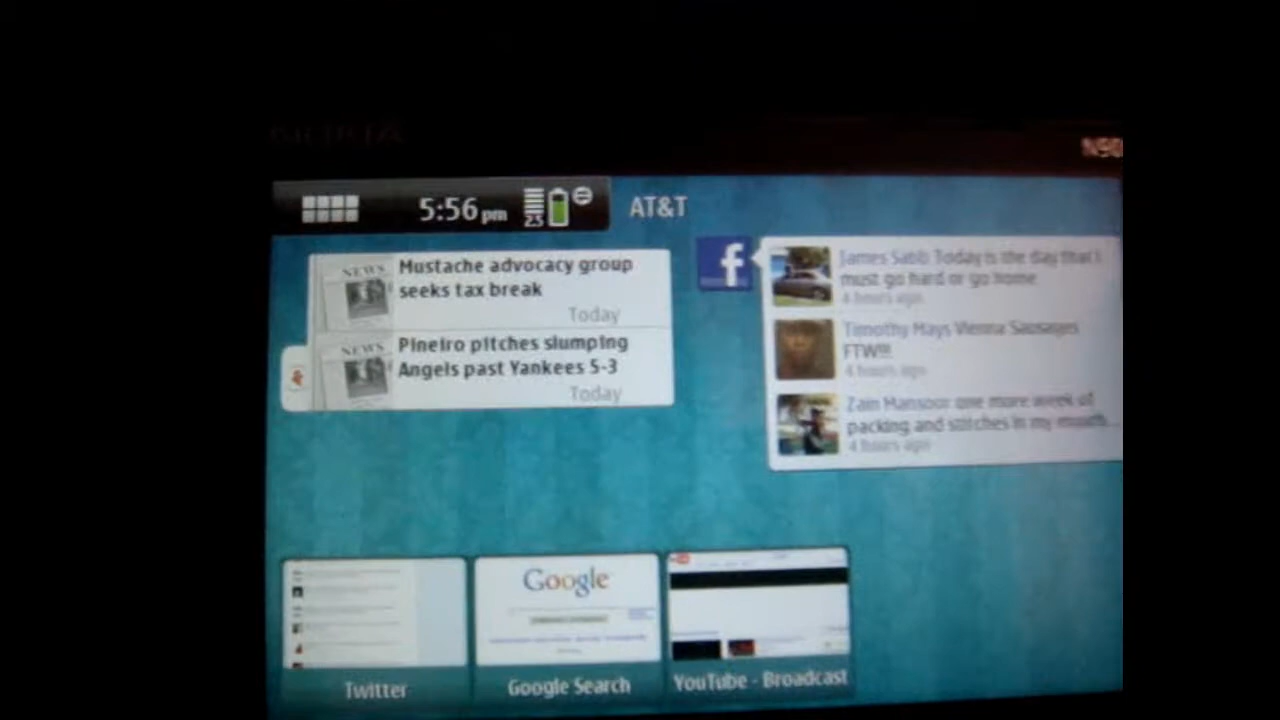 5:56 pm
23
AT&T
NEWS
Mustache advocacy group
seeks tax break
Today
NEWS
Pineiro pitches slumping
Angels past Yankees 5-3
Today
f
James Sabb Today is the day that I
must go hard or go home
4 hours ago
Timothy Mays Vienna Sausages
FTW!!!
4 hours ago
Zain Mansoor one more week of
packing and stitches in my mouth...
4 hours ago
Google
Twitter
Google Search
YouTube - Broadcast